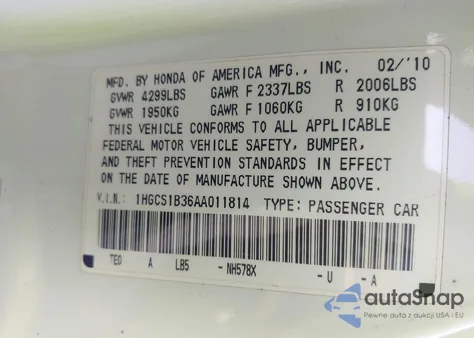 MFD. BY HONDA OF AMERICA MFG., INC. 02/'10
GVWR 4299LBS GAWR F 2337LBS R 2006LBS
GVWR 1950KG GAWR F 1060KG R 910KG
THIS VEHICLE CONFORMS TO ALL APPLICABLE
FEDERAL MOTOR VEHICLE SAFETY, BUMPER,
AND THEFT PREVENTION STANDARDS IN EFFECT
ON THE DATE OF MANUFACTURE SHOWN ABOVE.
V.I.N.: 1HGCS1B36AA011814 TYPE: PASSENGER CAR
TE0 A LB5 -NH578X -U -A
autoSnap
Pewne auta z aukcji USA i EU